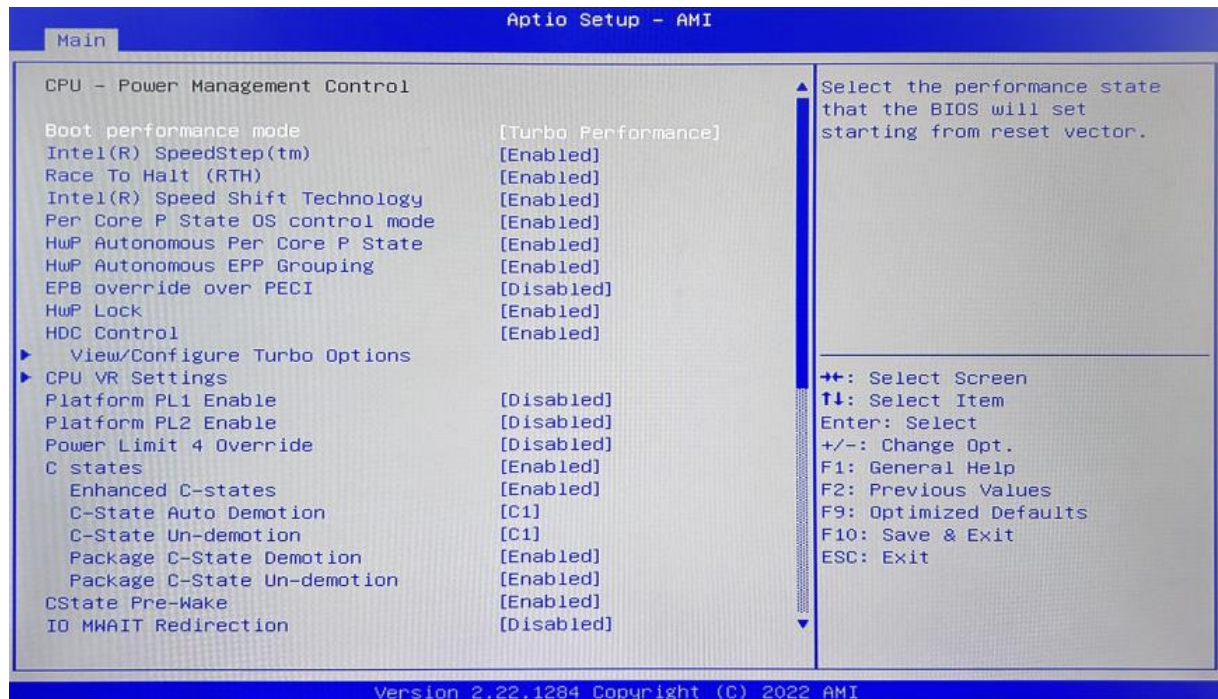 Aptio Setup - AMI
Main
CPU - Power Management Control
Boot performance mode [Turbo Performance]
Intel(R) SpeedStep(tm) [Enabled]
Race To Halt (RTH) [Enabled]
Intel(R) Speed Shift Technology [Enabled]
Per Core P State OS control mode [Enabled]
HwP Autonomous Per Core P State [Enabled]
HwP Autonomous EPP Grouping [Enabled]
EPB override over PECI [Disabled]
HwP Lock [Enabled]
HDC Control [Enabled]
View/Configure Turbo Options
CPU VR Settings
Platform PL1 Enable [Disabled]
Platform PL2 Enable [Disabled]
Power Limit 4 Override [Disabled]
C states [Enabled]
Enhanced C-states [Enabled]
C-State Auto Demotion [C1]
C-State Un-demotion [C1]
Package C-State Demotion [Enabled]
Package C-State Un-demotion [Enabled]
CState Pre-Wake [Enabled]
IO MWAIT Redirection [Disabled]
Select the performance state
that the BIOS will set
starting from reset vector.
→←: Select Screen
↑↓: Select Item
Enter: Select
+/-: Change Opt.
F1: General Help
F2: Previous Values
F9: Optimized Defaults
F10: Save & Exit
ESC: Exit
Version 2.22.1284 Copyright (C) 2022 AMI